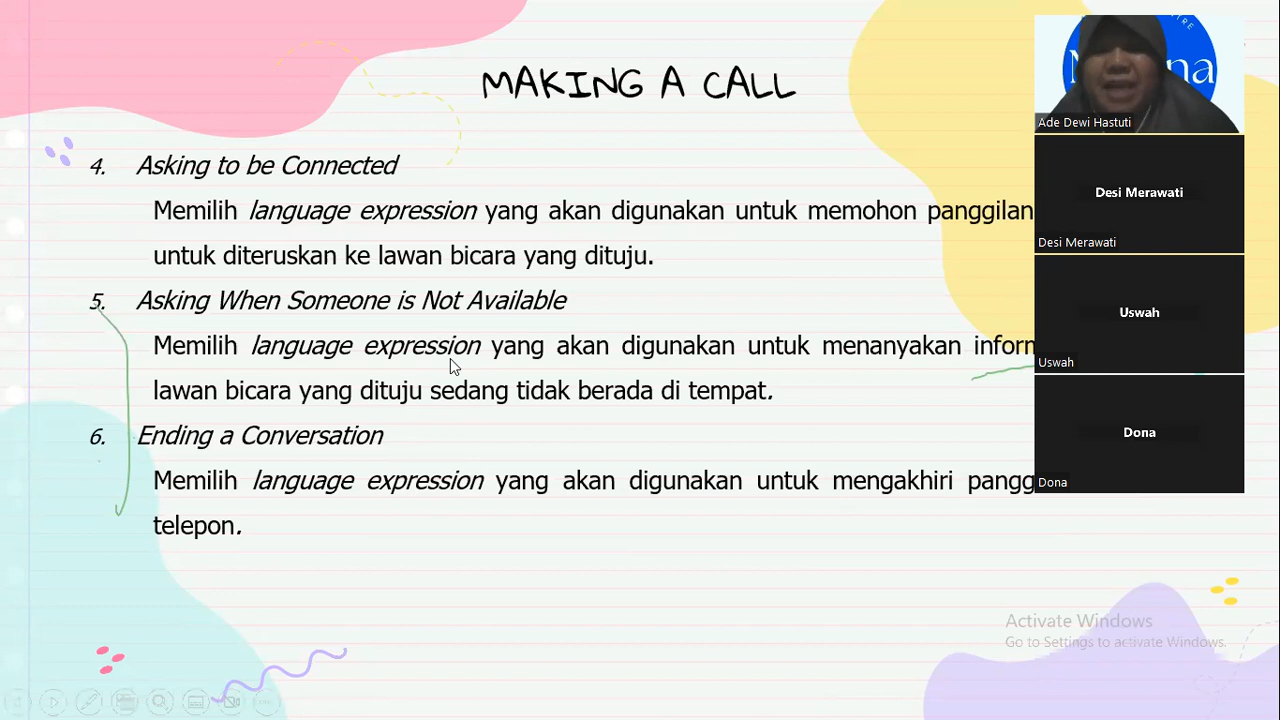 MAKING A CALL
4. Asking to be Connected
Memilih language expression yang akan digunakan untuk memohon panggilan
untuk diteruskan ke lawan bicara yang dituju.
5. Asking When Someone is Not Available
Memilih language expression yang akan digunakan untuk menanyakan
lawan bicara yang dituju sedang tidak berada di tempat.
6. Ending a Conversation
Memilih language expression yang akan digunakan untuk mengakhiri
telepon.
Ade Dewi Hastuti
Desi Merawati
Desi Merawati
Uswah
Uswah
Dona
Dona
Activate Windows
Go to Settings to activate Windows.